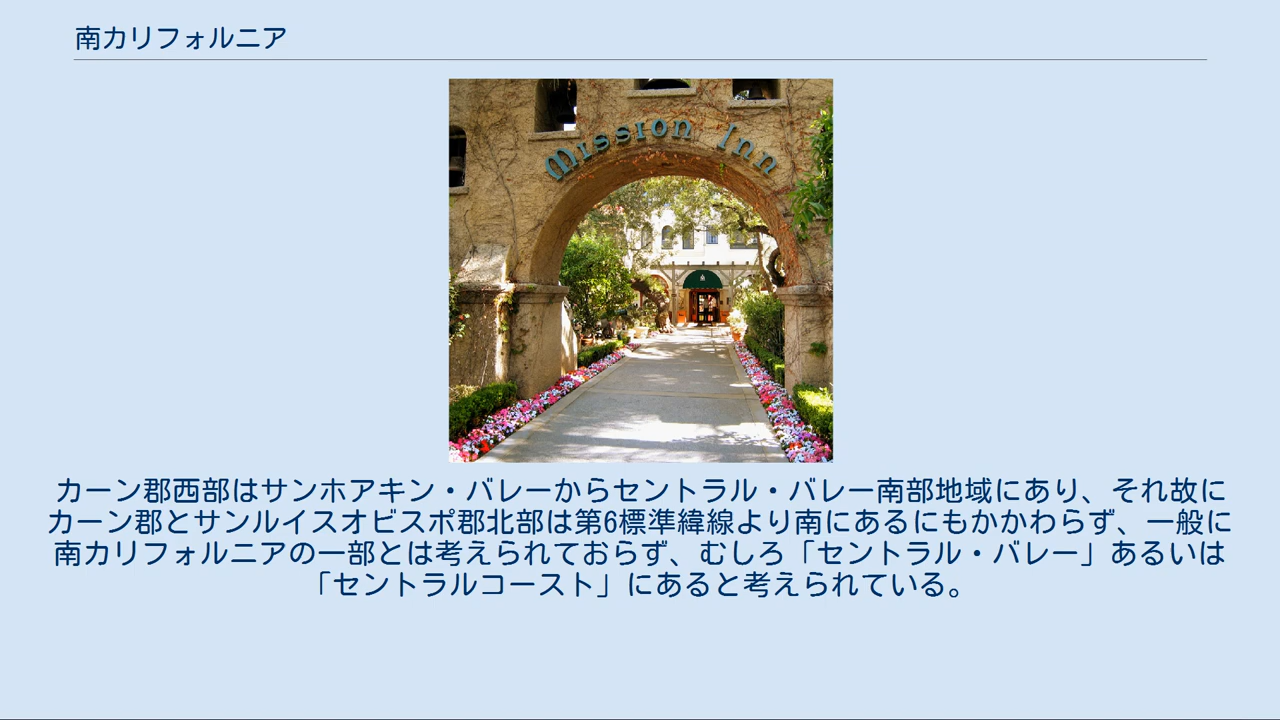 南カリフォルニア
Mission Inn
カーン郡西部はサンホアキン・バレーからセントラル・バレー南部地域にあり、それ故に
カーン郡とサンルイスオビスポ郡北部は第6標準緯線より南にあるにもかかわらず、一般に
南カリフォルニアの一部とは考えられておらず、むしろ「セントラル・バレー」あるいは
「セントラルコースト」にあると考えられている。